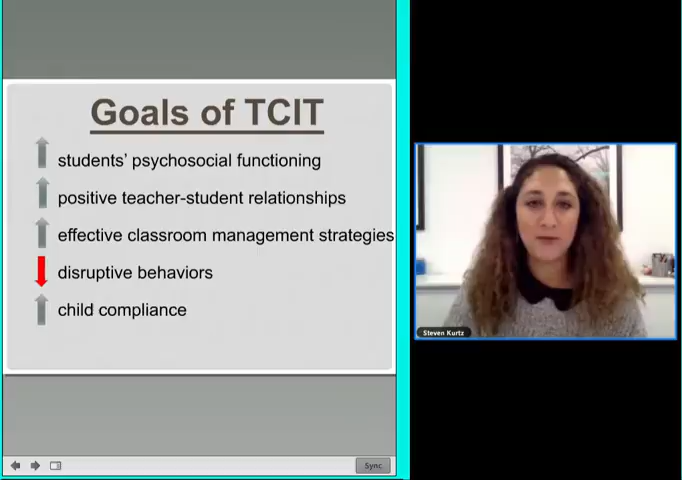 Goals of TCIT
students' psychosocial functioning
positive teacher-student relationships
effective classroom management strategies
disruptive behaviors
child compliance
Steven Kurtz
Sync